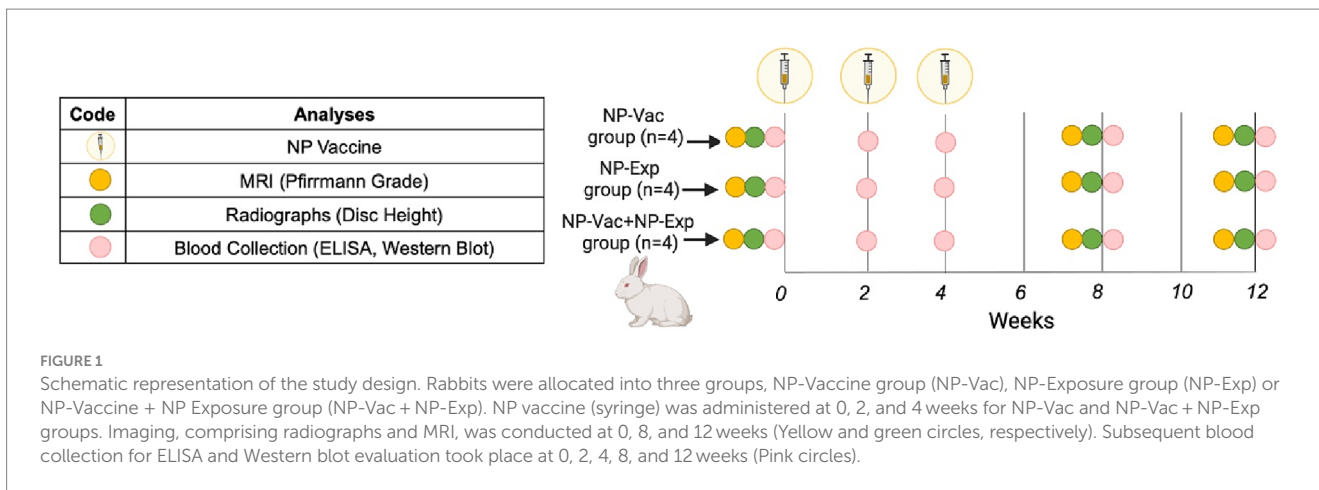 Code Analyses
NP Vaccine
MRI (Pfirrmann Grade)
Radiographs (Disc Height)
Blood Collection (ELISA, Western Blot)
NP-Vac
group (n=4)
NP-Exp
group (n=4)
NP-Vac+NP-Exp
group (n=4)
0 2 4 6 8 10 12
Weeks
FIGURE 1
Schematic representation of the study design. Rabbits were allocated into three groups, NP-Vaccine group (NP-Vac), NP-Exposure group (NP-Exp) or
NP-Vaccine + NP Exposure group (NP-Vac + NP-Exp). NP vaccine (syringe) was administered at 0, 2, and 4 weeks for NP-Vac and NP-Vac + NP-Exp
groups. Imaging, comprising radiographs and MRI, was conducted at 0, 8, and 12 weeks (Yellow and green circles, respectively). Subsequent blood
collection for ELISA and Western blot evaluation took place at 0, 2, 4, 8, and 12 weeks (Pink circles).